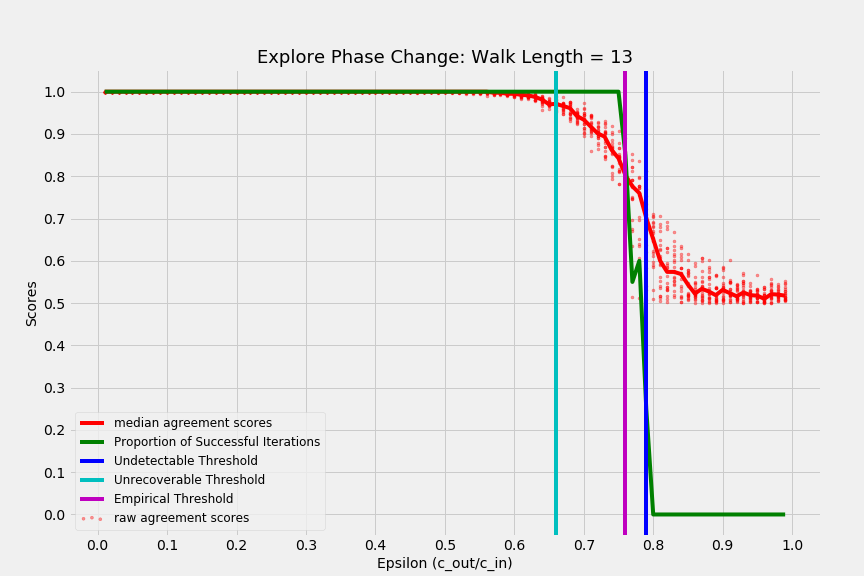 Explore Phase Change: Walk Length = 13
Scores
1.0
0.9
0.8
0.7
0.6
0.5
0.4
0.3
0.2
0.1
0.0
median agreement scores
Proportion of Successful Iterations
Undetectable Threshold
Unrecoverable Threshold
Empirical Threshold
raw agreement scores
0.0 0.1 0.2 0.3 0.4 0.5 0.6 0.7 0.8 0.9 1.0
Epsilon (c_out/c_in)